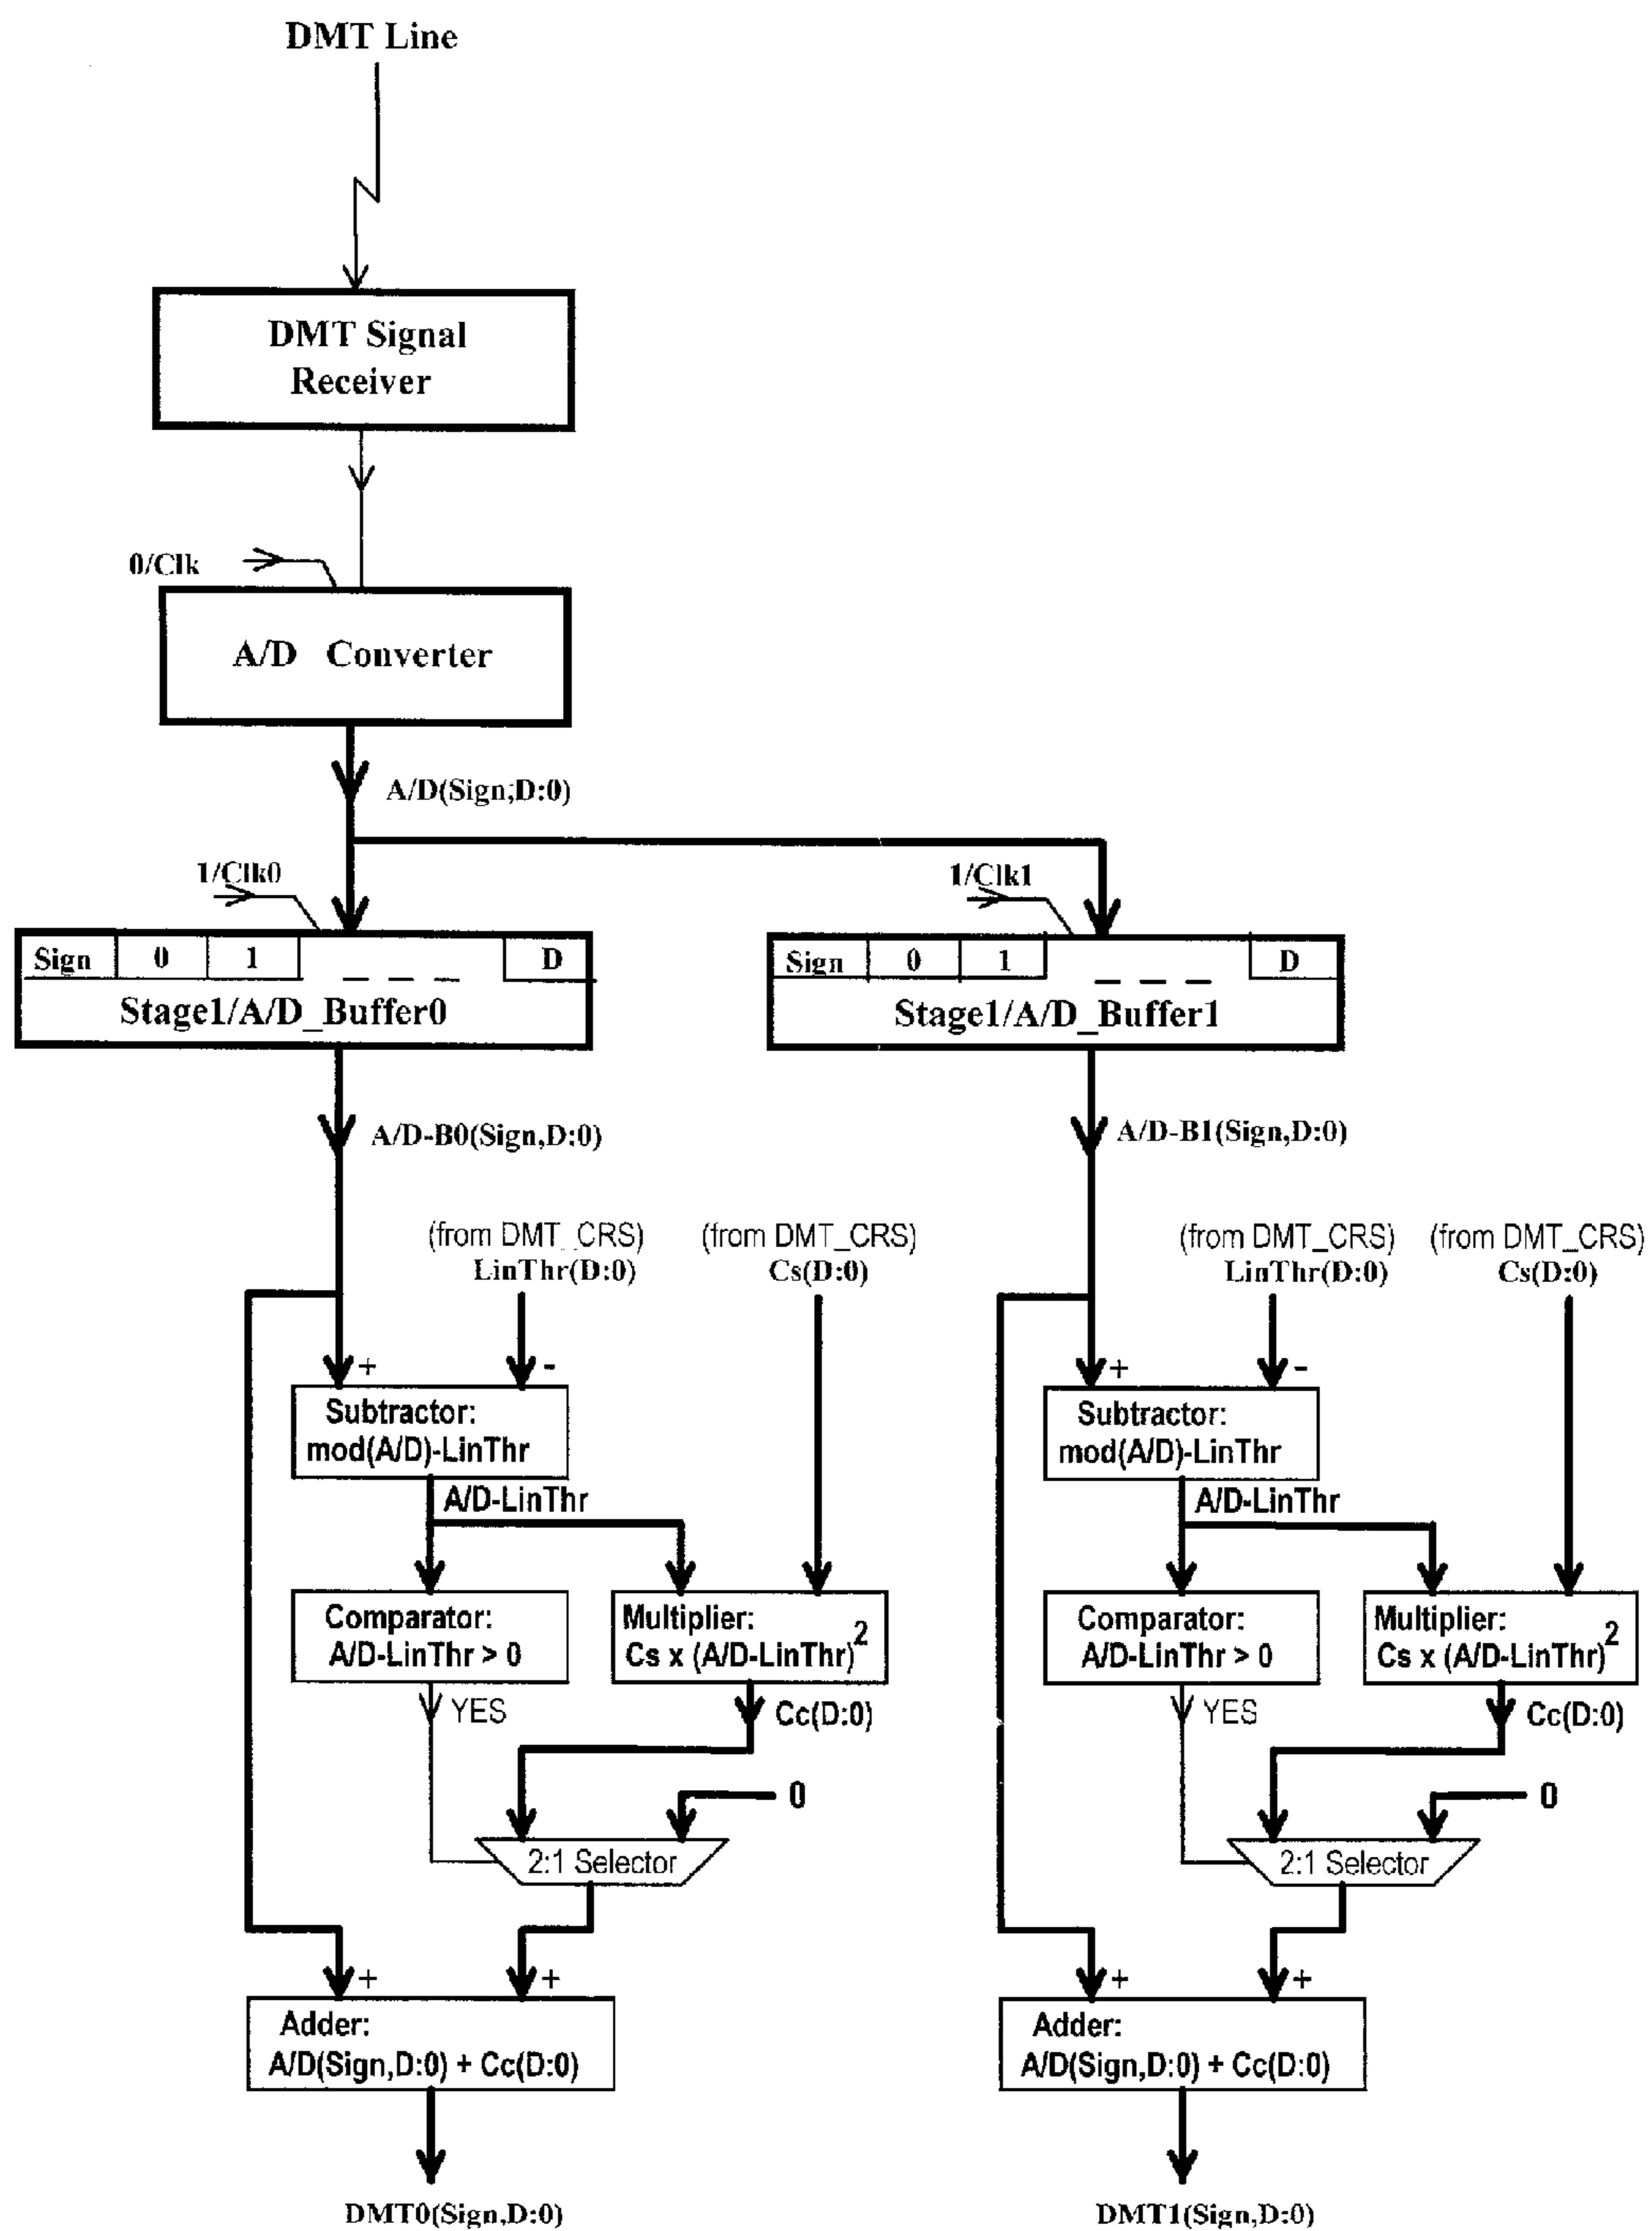 DMT Line
DMT Signal
Receiver
0/Clk
A/D Converter
A/D(Sign;D:0)
1/Clk0
1/Clk1
Sign 0 1 D
Stage1/A/D_Buffer0
Sign 0 1 D
Stage1/A/D_Buffer1
A/D-B0(Sign,D:0)
A/D-B1(Sign,D:0)
(from DMT_CRS)
LinThr(D:0)
(from DMT_CRS)
Cs(D:0)
(from DMT_CRS)
LinThr(D:0)
(from DMT_CRS)
Cs(D:0)
+ -
+ -
Subtractor:
mod(A/D)-LinThr
Subtractor:
mod(A/D)-LinThr
A/D-LinThr
A/D-LinThr
Comparator:
A/D-LinThr > 0
Multiplier:
Cs x (A/D-LinThr)²
Comparator:
A/D-LinThr > 0
Multiplier:
Cs x (A/D-LinThr)²
YES
Cc(D:0)
YES
Cc(D:0)
0
0
2:1 Selector
2:1 Selector
+ +
+ +
Adder:
A/D(Sign,D:0) + Cc(D:0)
Adder:
A/D(Sign,D:0) + Cc(D:0)
DMT0(Sign,D:0)
DMT1(Sign,D:0)